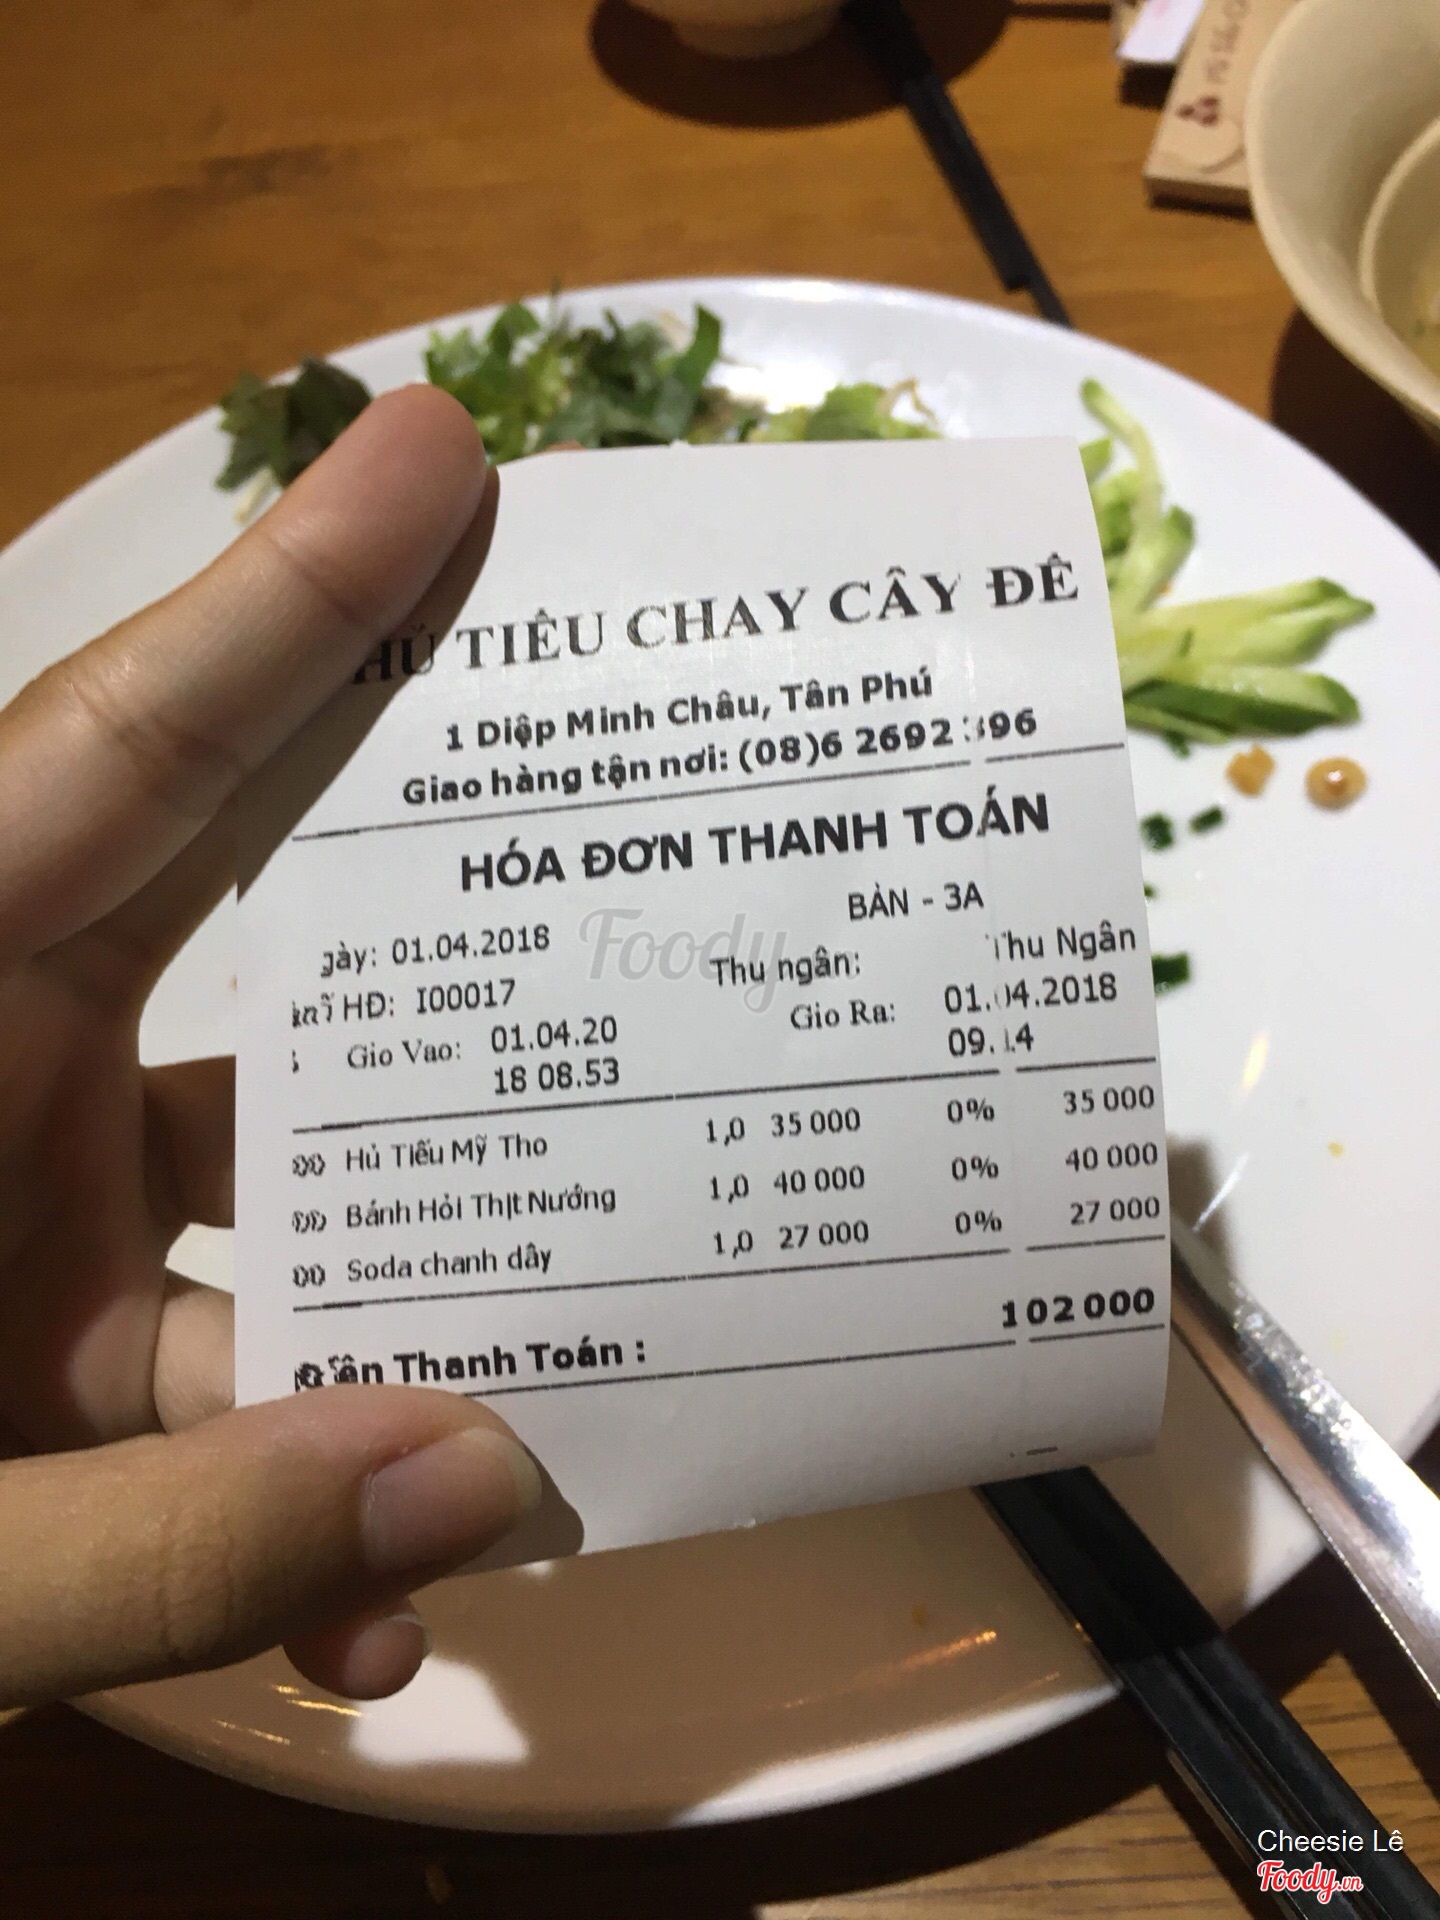 HỦ TIẾU CHAY CÂY ĐỀ
1 Diệp Minh Châu, Tân Phú
Giao hàng tận nơi: (08)6 2692
HÓA ĐƠN THANH TOÁN
BÀN - 3A
gày: 01.04.2018 Thu ngân: Thu Ngân
HĐ: I00017
Gio Vao: 01.04.20 Gio Ra: 01.04.2018
18 08.53 09.14
Hủ Tiếu Mỹ Tho 1,0 35 000 0% 35 000
Bánh Hỏi Thịt Nướng 1,0 40 000 0% 40 000
Soda chanh dây 1,0 27 000 0% 27 000
Thanh Toán : 102 000
Foody
Cheesie Lê
Foody.vn